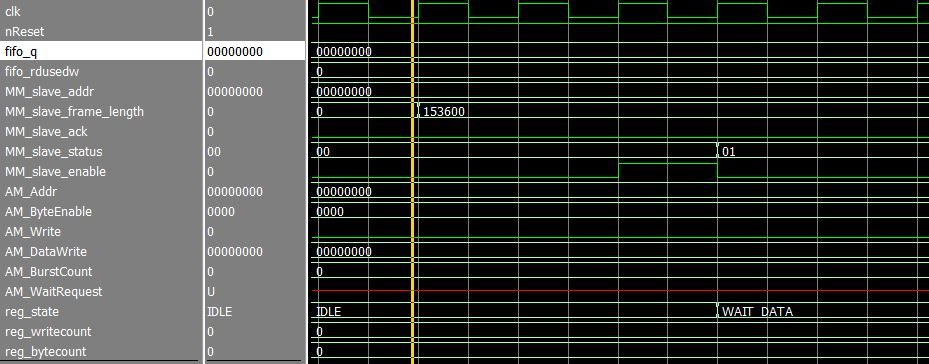 clk 0
nReset 1
fifo_q 00000000 00000000
fifo_rdusedw 0 0
MM_slave_addr 00000000 00000000
MM_slave_frame_length 0 0 153600
MM_slave_ack 0
MM_slave_status 00 00 01
MM_slave_enable 0
AM_Addr 00000000 00000000
AM_ByteEnable 0000 0000
AM_Write 0
AM_DataWrite 00000000 00000000
AM_BurstCount 0 0
AM_WaitRequest U
reg_state IDLE IDLE WAIT_DATA
reg_writecount 0 0
reg_bytecount 0 0